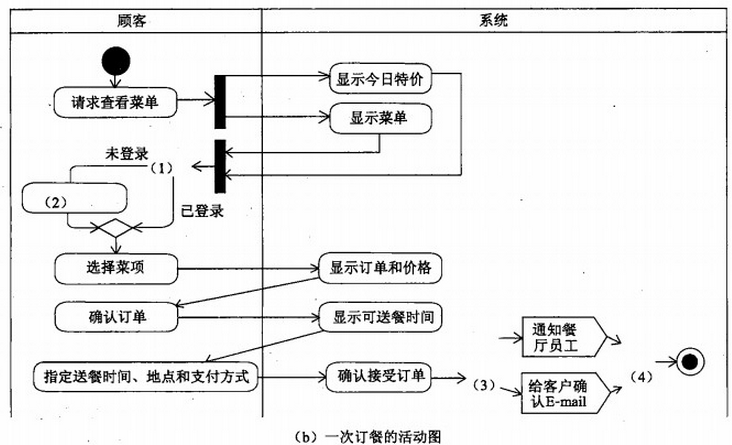 顾客
系统
请求查看菜单
显示今日特价
显示菜单
未登录
(1)
(2)
已登录
选择菜项
显示订单和价格
确认订单
显示可送餐时间
通知餐
厅员工
指定送餐时间、地点和支付方式
确认接受订单
(3)
给客户确
认E-mail
(4)
(b) 一次订餐的活动图